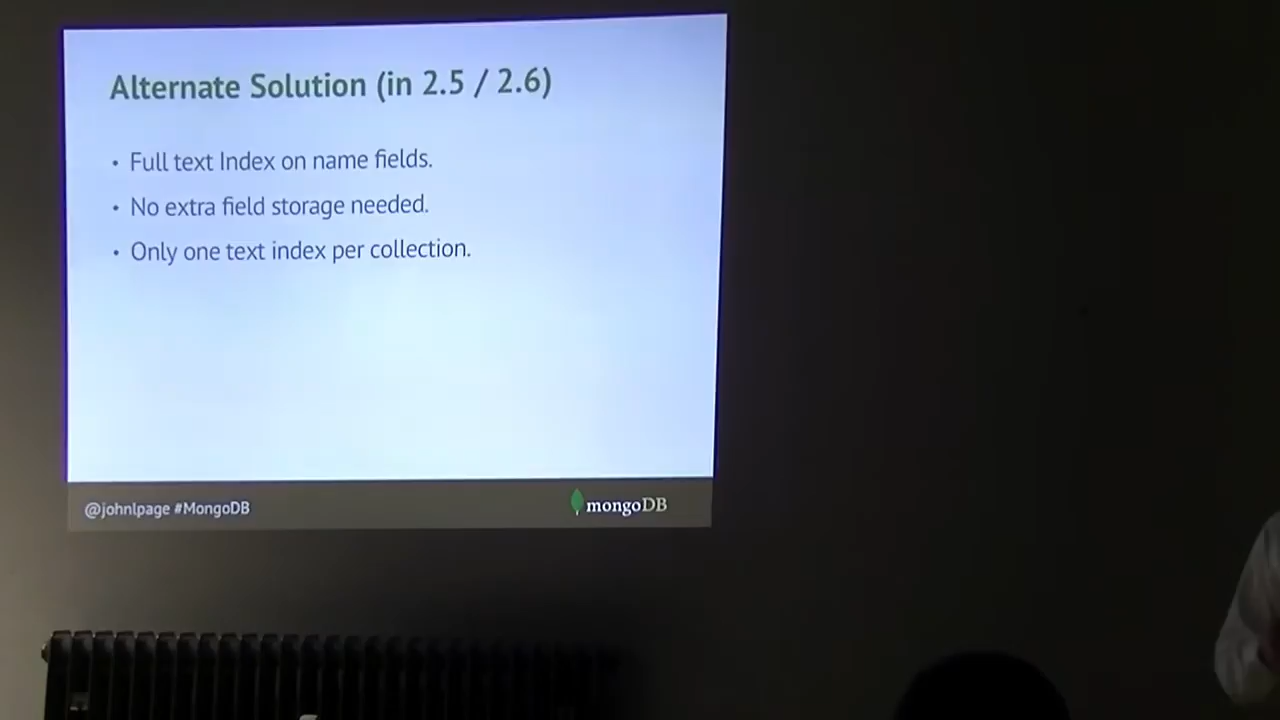 Alternate Solution (in 2.5 / 2.6)
• Full text Index on name fields.
• No extra field storage needed.
• Only one text index per collection.
@johnlpage #MongoDB
mongoDB